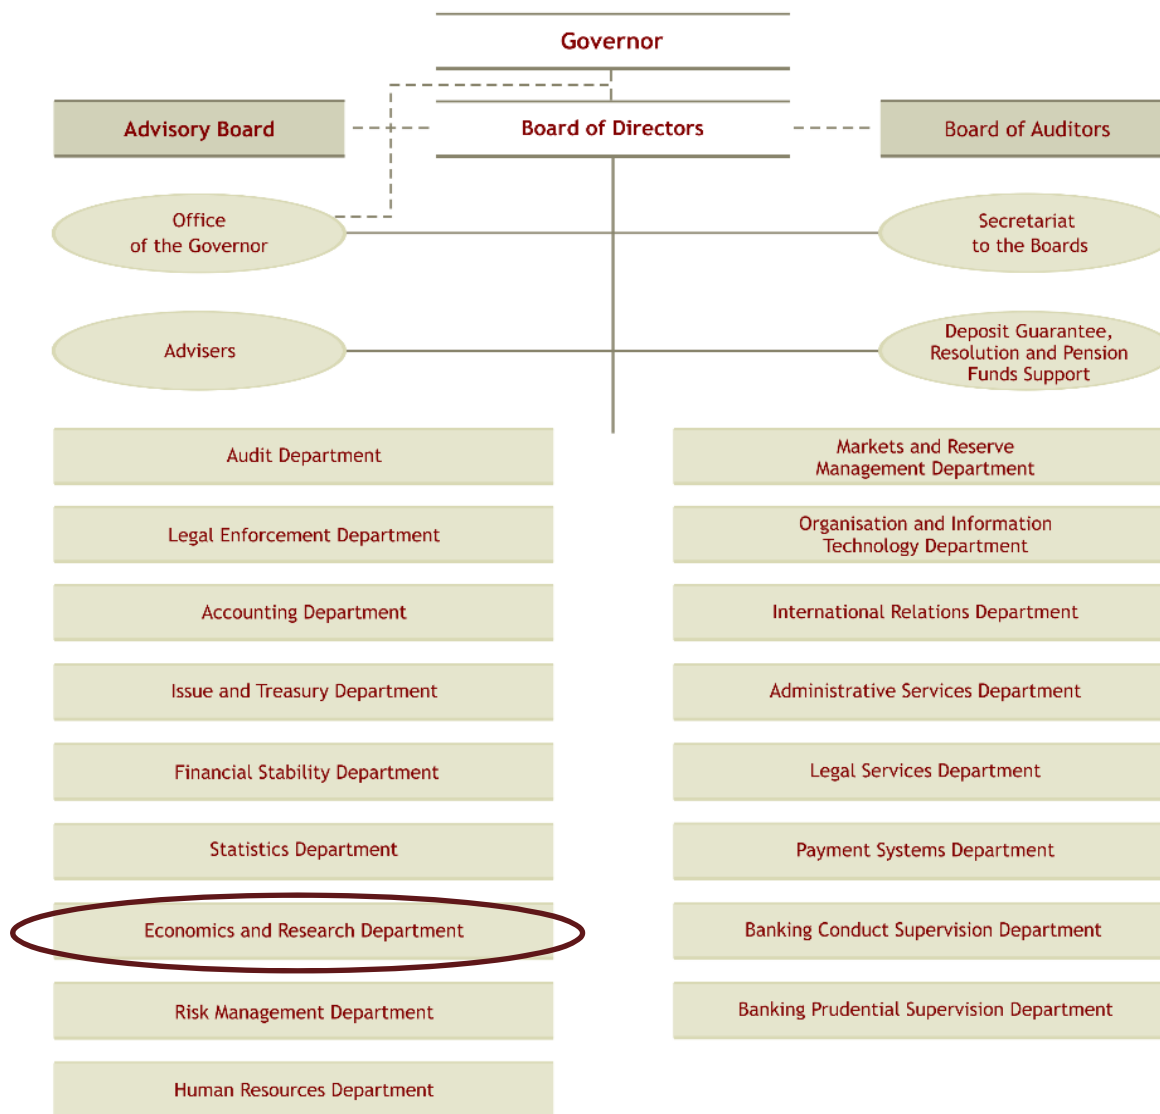 Governor
Advisory Board
Board of Directors
Board of Auditors
Office
of the Governor
Secretariat
to the Boards
Advisers
Deposit Guarantee,
Resolution and Pension
Funds Support
Audit Department
Markets and Reserve
Management Department
Legal Enforcement Department
Organisation and Information
Technology Department
Accounting Department
International Relations Department
Issue and Treasury Department
Administrative Services Department
Financial Stability Department
Legal Services Department
Statistics Department
Payment Systems Department
Economics and Research Department
Banking Conduct Supervision Department
Risk Management Department
Banking Prudential Supervision Department
Human Resources Department